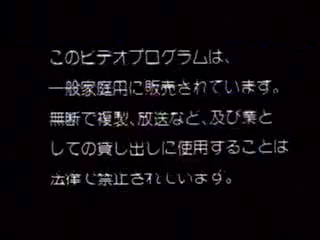 このビデオプログラムは、
一般家庭用に販売されています。
無断で複製、放送など、及び業と
しての貸し出しに使用することは
法律で禁止されています。